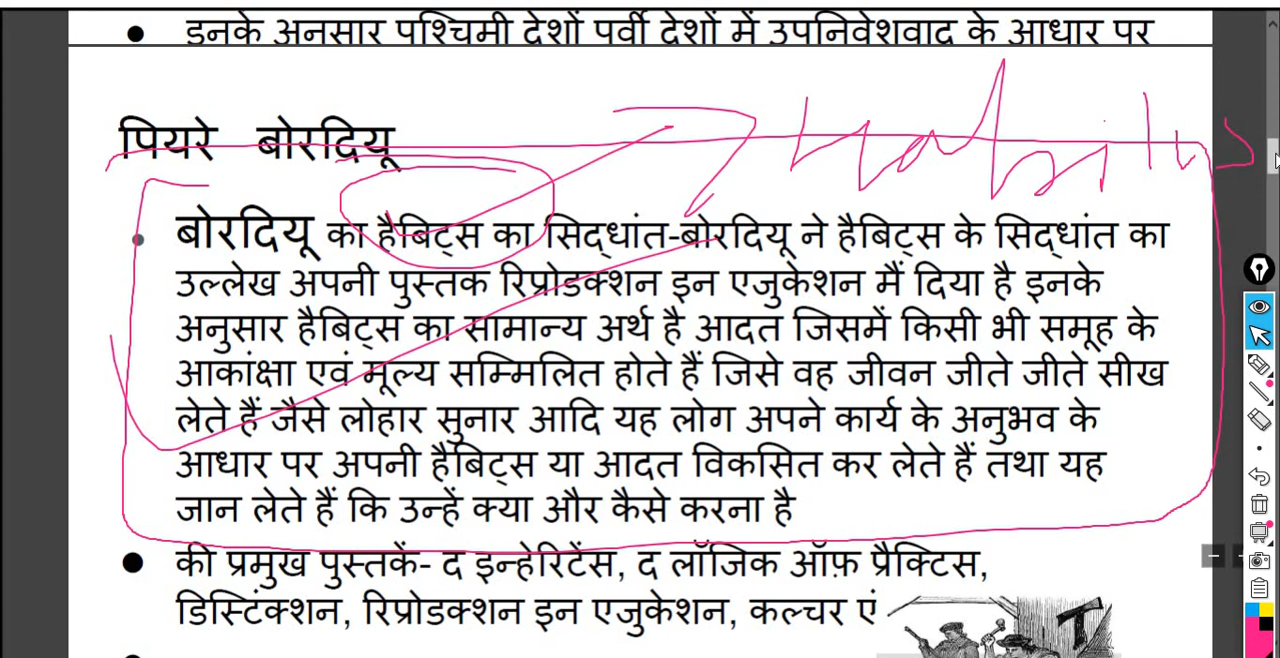 इनके अनुसार पश्चिमी देशों पूर्वी देशों में उपनिवेशवाद के आधार पर
Habitus
पियरे बोरदियू
बोरदियू का हैबिट्स का सिद्धांत-बोरदियू ने हैबिट्स के सिद्धांत का
उल्लेख अपनी पुस्तक रिप्रोडक्शन इन एजुकेशन मैं दिया है इनके
अनुसार हैबिट्स का सामान्य अर्थ है आदत जिसमें किसी भी समूह के
आकांक्षा एवं मूल्य सम्मिलित होते हैं जिसे वह जीवन जीते जीते सीख
लेते हैं जैसे लोहार सुनार आदि यह लोग अपने कार्य के अनुभव के
आधार पर अपनी हैबिट्स या आदत विकसित कर लेते हैं तथा यह
जान लेते हैं कि उन्हें क्या और कैसे करना है
की प्रमुख पुस्तकें- द इन्हेरिटेंस, द लॉजिक ऑफ़ प्रैक्टिस,
डिस्टिंक्शन, रिप्रोडक्शन इन एजुकेशन, कल्चर एं